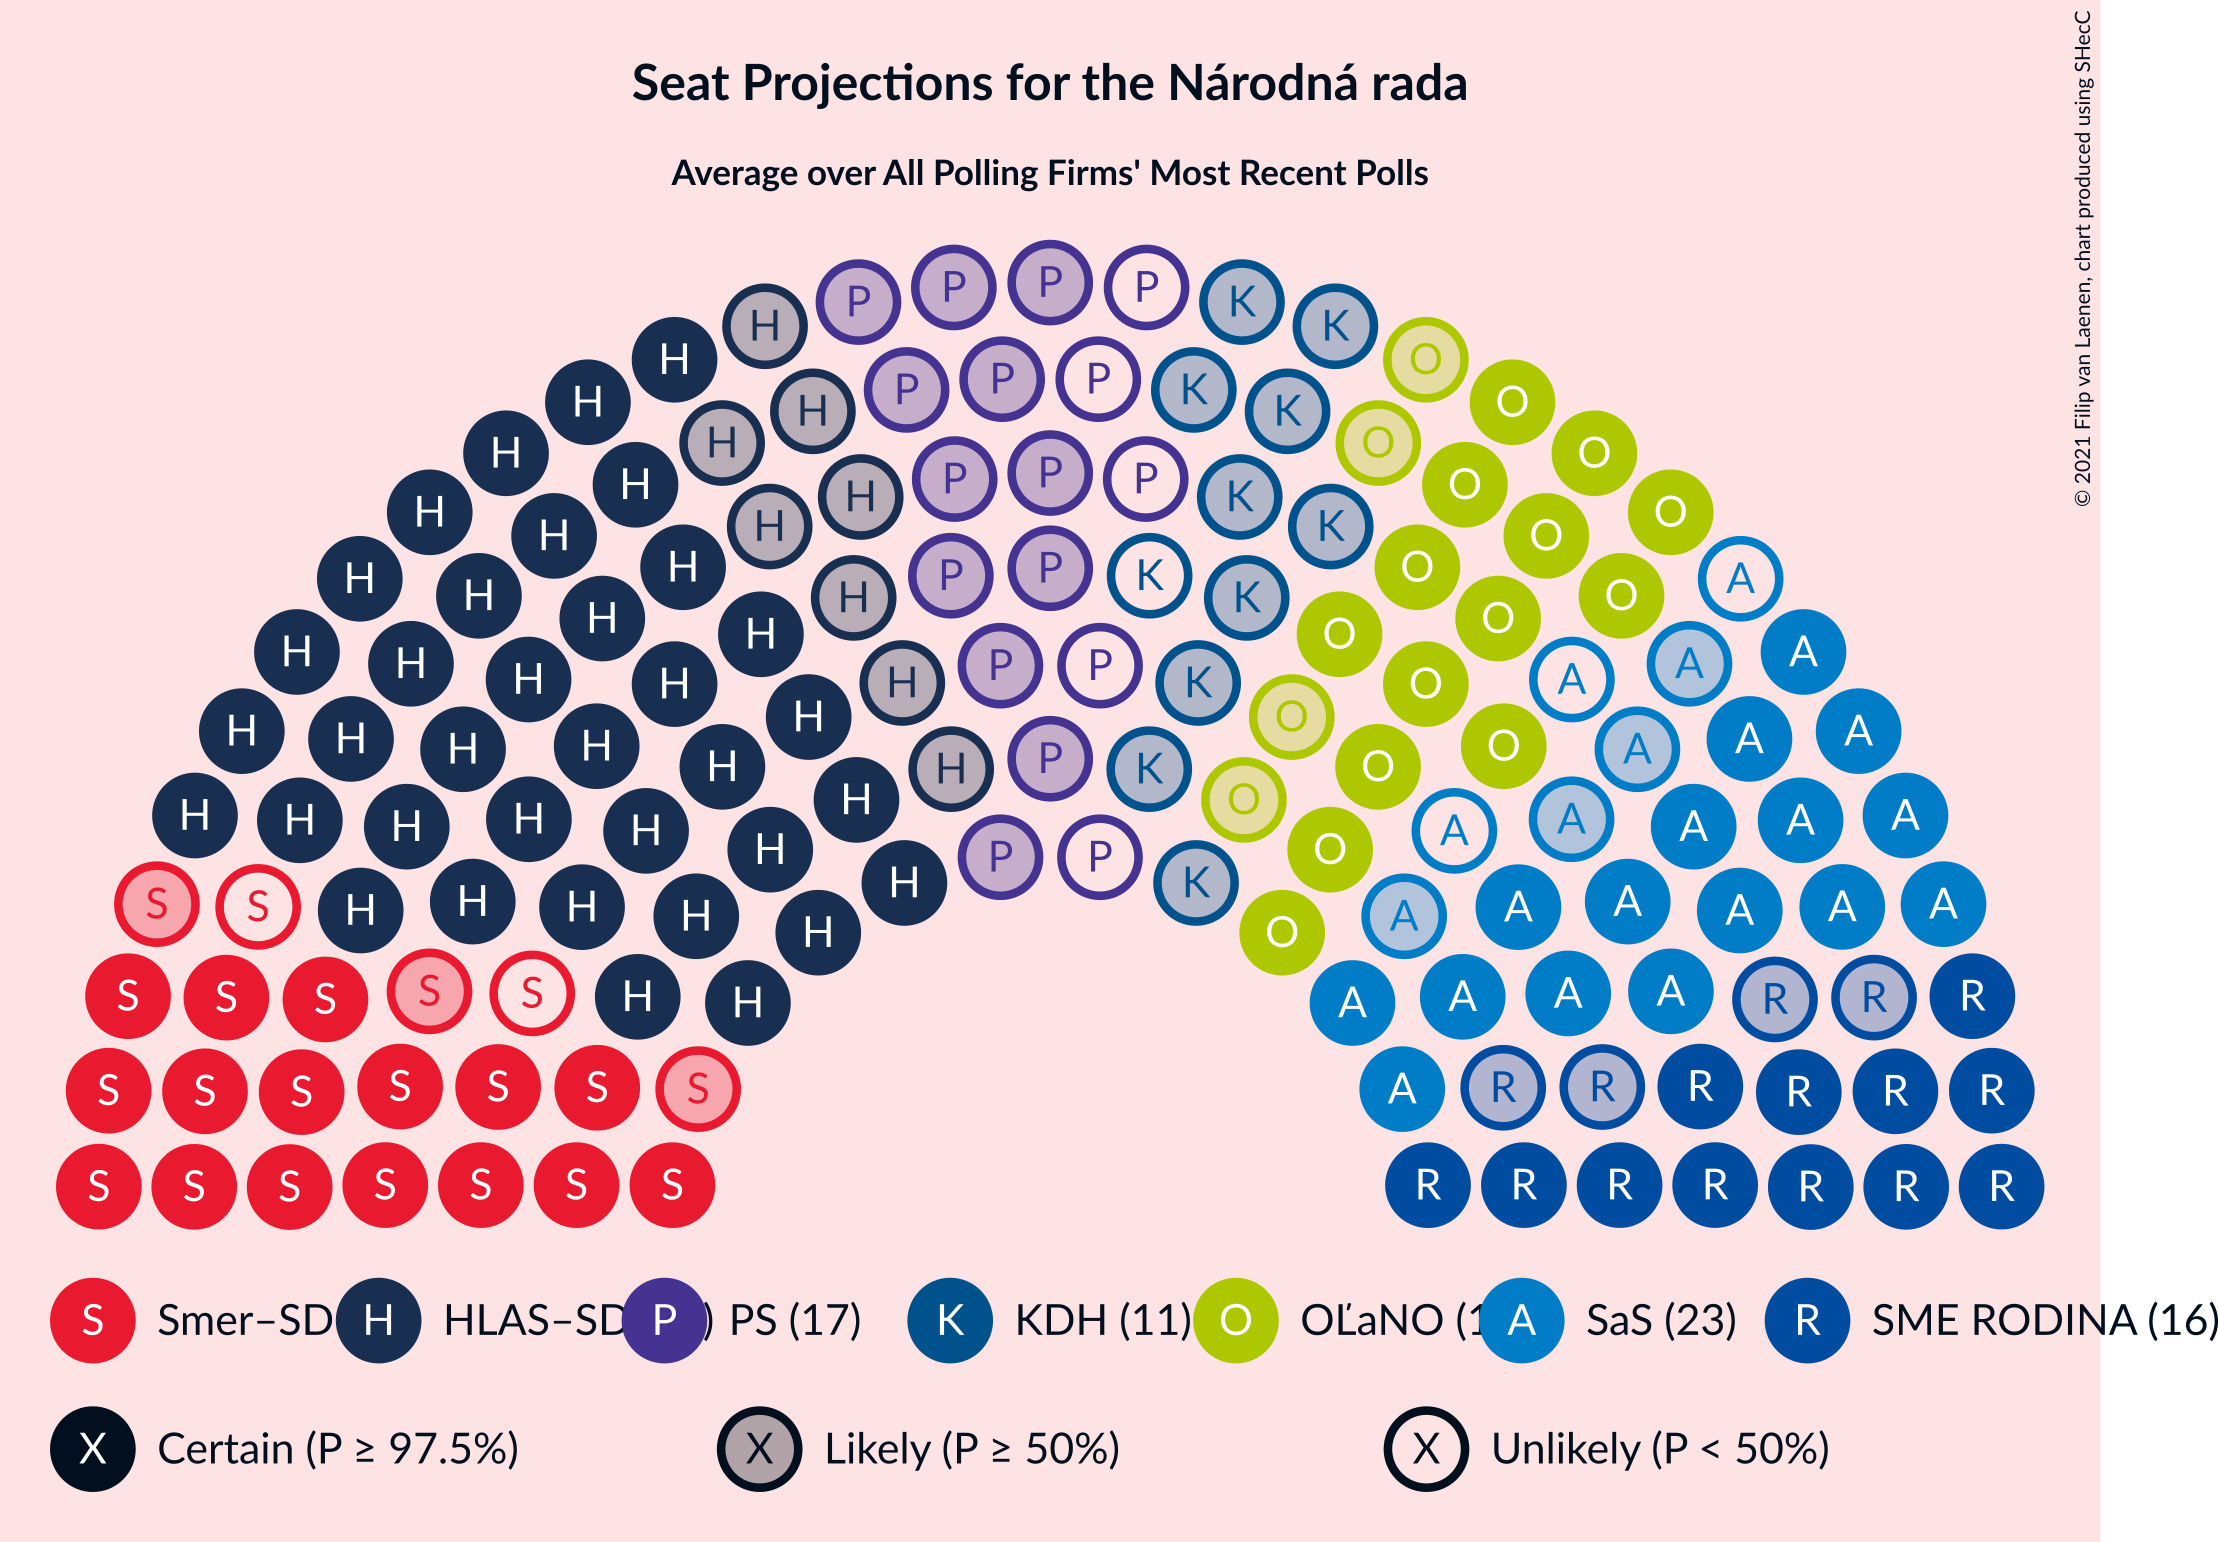 Seat Projections for the Národná rada
Average over All Polling Firms' Most Recent Polls
© 2021 Filip van Laenen, chart produced using SHecC
H P P P P K K
H H P P P K K O O
H H H P P P K K O O O
H H H H P P K K O O O A
H H H H H P P K O O O A A A
H H H H H H P K O O O A A A A
H H H H H H H P P K O O A A A A A
S S H H H H H H O A A A A A A
S S S S S H H A A A A R R R
S S S S S S S A R R R R R R
S S S S S S S R R R R R R R
S Smer–SD H HLAS–SD P ) PS (17) K KDH (11) O OĽaNO (1 A SaS (23) R SME RODINA (16)
X Certain (P ≥ 97.5%) X Likely (P ≥ 50%) X Unlikely (P < 50%)